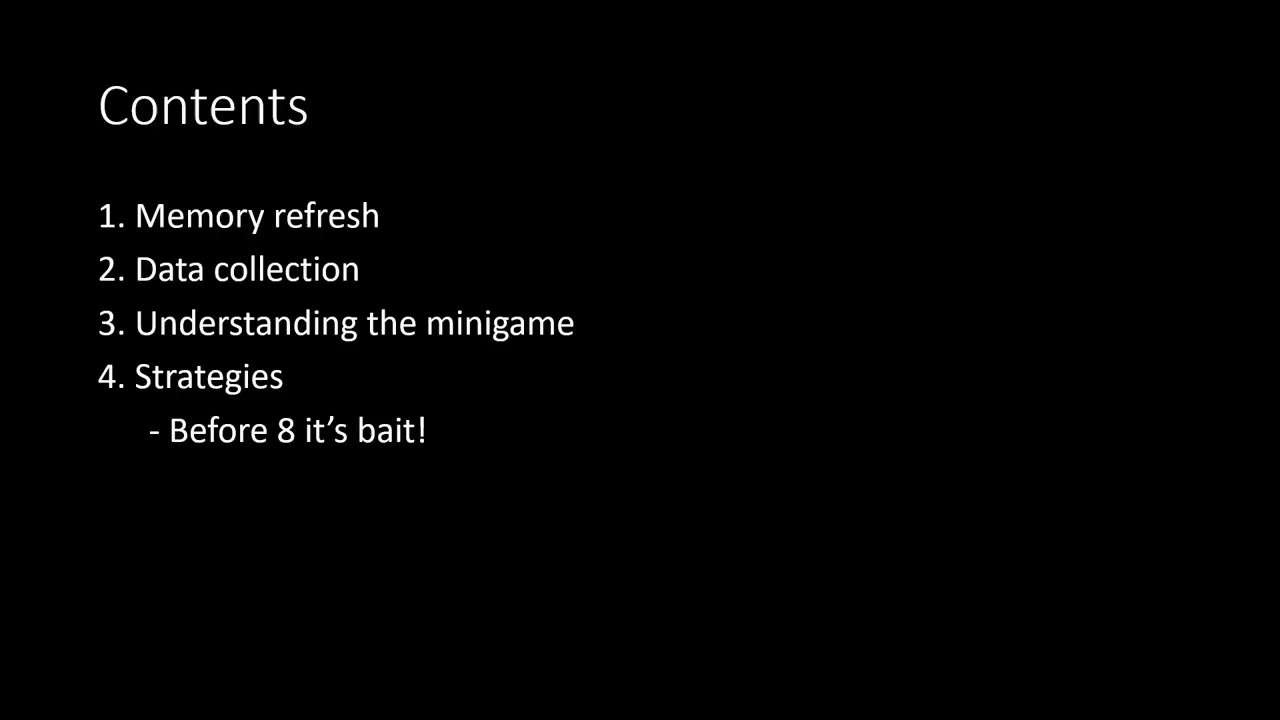 Contents
1. Memory refresh
2. Data collection
3. Understanding the minigame
4. Strategies
- Before 8 it’s bait!